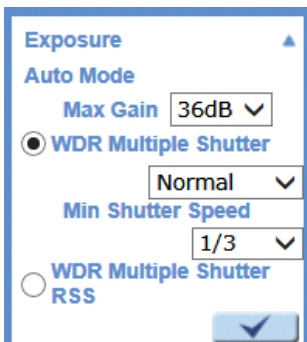 Exposure
Auto Mode
Max Gain 36dB
WDR Multiple Shutter
Normal
Min Shutter Speed
1/3
WDR Multiple Shutter
RSS